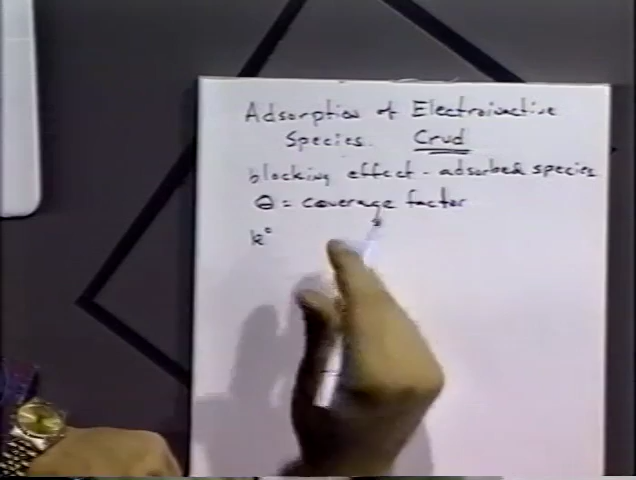 Adsorption of Electroinactive
Species. Crud
blocking effect - adsorbed species
θ = coverage factor
k°